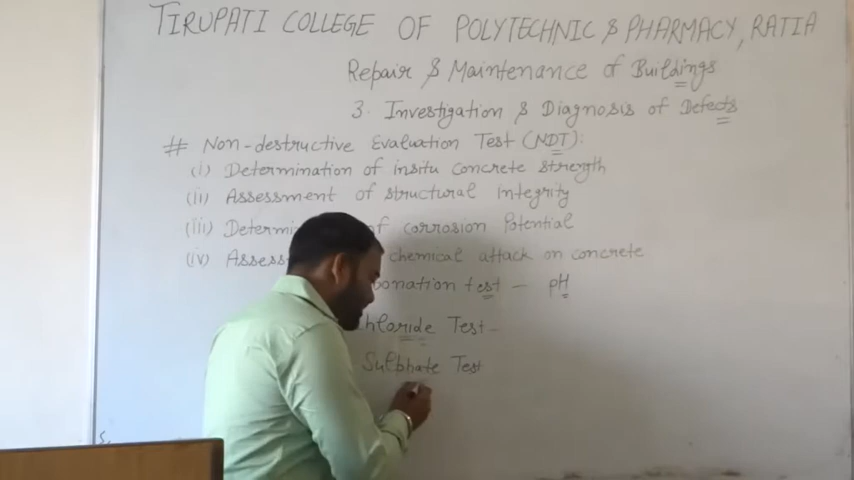 TIRUPATI COLLEGE OF POLYTECHNIC & PHARMACY, RATIA
Repair & Maintenance of Buildings
3. Investigation & Diagnosis of Defects
# Non-destructive Evaluation Test (NDT):
(i) Determination of insitu Concrete Strength
(ii) Assessment of structural integrity
(iii) Determi of corrosion Potential
(iv) Assess chemical attack on concrete
bonation test - pH
hloride Test -
Sulbhate Test